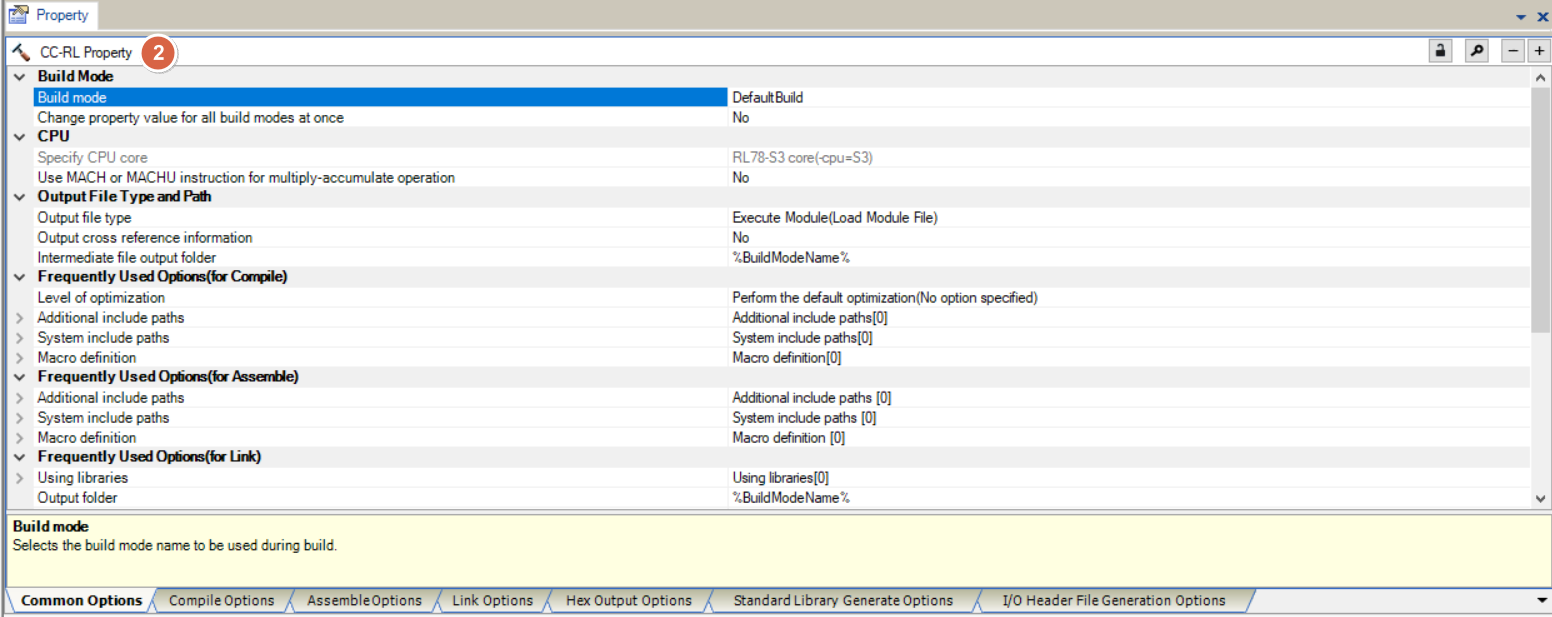 Property
CC-RL Property 2
Build Mode
Build mode DefaultBuild
Change property value for all build modes at once No
CPU
Specify CPU core RL78-S3 core(-cpu=S3)
Use MACH or MACHU instruction for multiply-accumulate operation No
Output File Type and Path
Output file type Execute Module(Load Module File)
Output cross reference information No
Intermediate file output folder %BuildModeName%
Frequently Used Options(for Compile)
Level of optimization Perform the default optimization(No option specified)
Additional include paths Additional include paths[0]
System include paths System include paths[0]
Macro definition Macro definition[0]
Frequently Used Options(for Assemble)
Additional include paths Additional include paths [0]
System include paths System include paths [0]
Macro definition Macro definition [0]
Frequently Used Options(for Link)
Using libraries Using libraries[0]
Output folder %BuildModeName%
Build mode
Selects the build mode name to be used during build.
Common Options Compile Options Assemble Options Link Options Hex Output Options Standard Library Generate Options I/O Header File Generation Options